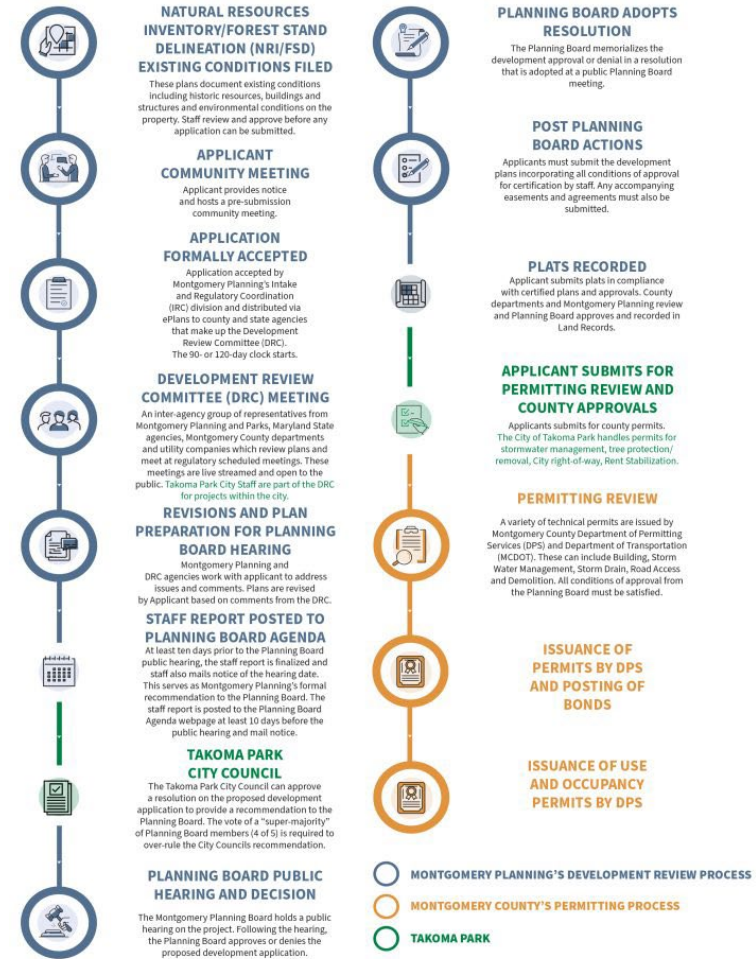 NATURAL RESOURCES
INVENTORY/FOREST STAND
DELINEATION (NRI/FSD)
EXISTING CONDITIONS FILED
These plans document existing conditions
including historic resources, buildings and
structures and environmental conditions on the
property. Staff review and approve before any
application can be submitted.
APPLICANT
COMMUNITY MEETING
Applicant provides notice
and hosts a pre-submission
community meeting.
APPLICATION
FORMALLY ACCEPTED
Application accepted by
Montgomery Planning's Intake
and Regulatory Coordination
(IRC) division and distributed via
ePlans to county and state agencies
that make up the Development
Review Committee (DRC).
The 90- or 120-day clock starts.
DEVELOPMENT REVIEW
COMMITTEE (DRC) MEETING
An inter-agency group of representatives from
Montgomery Planning and Parks, Maryland State
agencies, Montgomery County departments
and utility companies which review plans and
meet at regulatory scheduled meetings. These
meetings are live streamed and open to the
public. Takoma Park City Staff are part of the DRC
for projects within the city.
REVISIONS AND PLAN
PREPARATION FOR PLANNING
BOARD HEARING
Montgomery Planning and
DRC agencies work with applicant to address
issues and comments. Plans are revised
by Applicant based on comments from the DRC.
STAFF REPORT POSTED TO
PLANNING BOARD AGENDA
At least ten days prior to the Planning Board
public hearing, the staff report is finalized and
staff also mails notice of the hearing date.
This serves as Montgomery Planning's formal
recommendation to the Planning Board. The
staff report is posted to the Planning Board
Agenda webpage at least 10 days before the
public hearing and mail notice.
TAKOMA PARK
CITY COUNCIL
The Takoma Park City Council can approve
a resolution on the proposed development
application to provide a recommendation to the
Planning Board. The vote of a "super-majority"
of Planning Board members (4 of 5) is required to
over-rule the City Councils recommendation.
PLANNING BOARD PUBLIC
HEARING AND DECISION
The Montgomery Planning Board holds a public
hearing on the project. Following the hearing,
the Planning Board approves or denies the
proposed development application.
PLANNING BOARD ADOPTS
RESOLUTION
The Planning Board memorializes the
development approval or denial in a resolution
that is adopted at a public Planning Board
meeting.
POST PLANNING
BOARD ACTIONS
Applicants must submit the development
plans incorporating all conditions of approval
for certification by staff. Any accompanying
easements and agreements must also be
submitted.
PLATS RECORDED
Applicant submits plats in compliance
with certified plans and approvals. County
departments and Montgomery Planning review
and Planning Board approves and recorded in
Land Records.
APPLICANT SUBMITS FOR
PERMITTING REVIEW AND
COUNTY APPROVALS
Applicants submits for county permits.
The City of Takoma Park handles permits for
stormwater management, tree protection/
removal, City right-of-way, Rent Stabilization.
PERMITTING REVIEW
A variety of technical permits are issued by
Montgomery County Department of Permitting
Services (DPS) and Department of Transportation
(MCDOT). These can include Building, Storm
Water Management, Storm Drain, Road Access
and Demolition. All conditions of approval from
the Planning Board must be satisfied.
ISSUANCE OF
PERMITS BY DPS
AND POSTING OF
BONDS
ISSUANCE OF USE
AND OCCUPANCY
PERMITS BY DPS
MONTGOMERY PLANNING'S DEVELOPMENT REVIEW PROCESS
MONTGOMERY COUNTY'S PERMITTING PROCESS
TAKOMA PARK